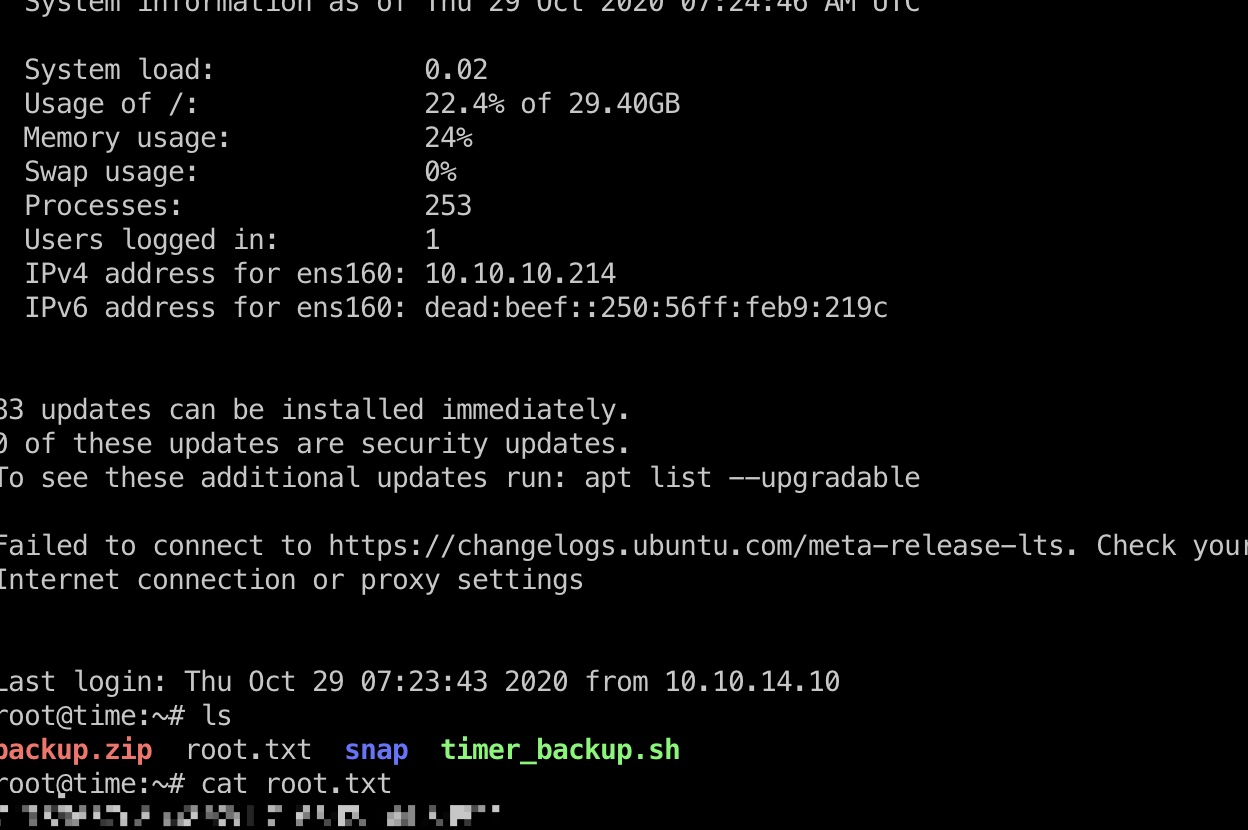 System information as of Thu 29 Oct 2020 07:24:46 AM UTC
System load: 0.02
Usage of /: 22.4% of 29.40GB
Memory usage: 24%
Swap usage: 0%
Processes: 253
Users logged in: 1
IPv4 address for ens160: 10.10.10.214
IPv6 address for ens160: dead:beef::250:56ff:feb9:219c
83 updates can be installed immediately.
0 of these updates are security updates.
To see these additional updates run: apt list --upgradable
Failed to connect to https://changelogs.ubuntu.com/meta-release-lts. Check your
Internet connection or proxy settings
Last login: Thu Oct 29 07:23:43 2020 from 10.10.14.10
root@time:~# ls
backup.zip root.txt snap timer_backup.sh
root@time:~# cat root.txt